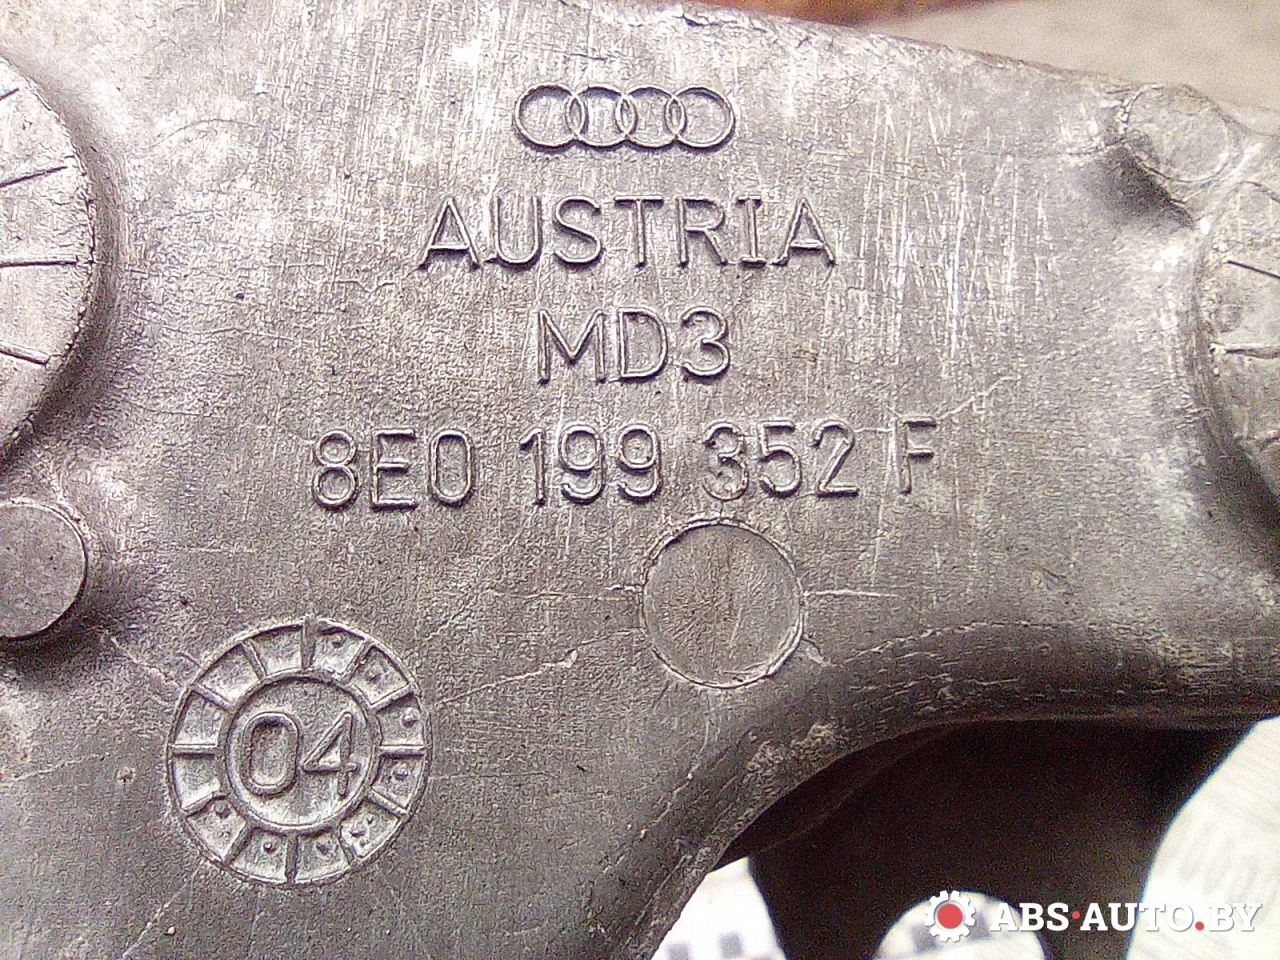 AUSTRIA
MD3
8E0 199 352 F
04
ABS·AUTO.BY